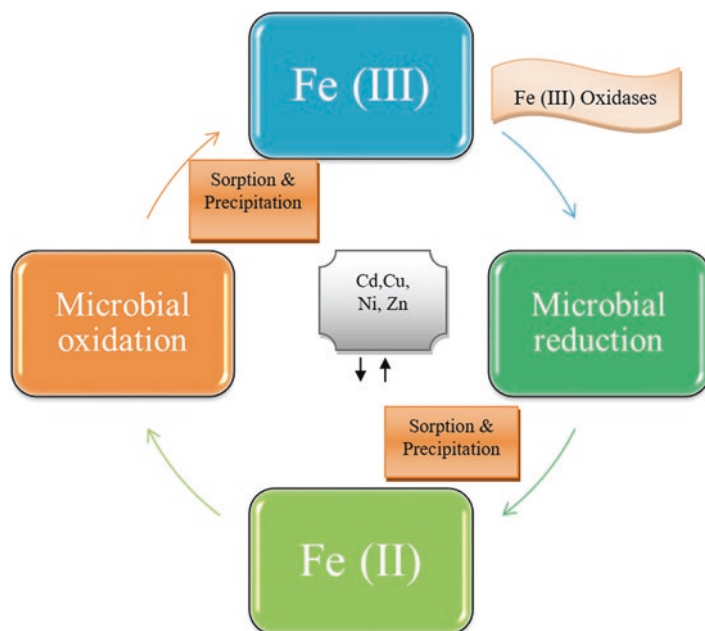 Fe (III)
Fe (III) Oxidases
Sorption &
Precipitation
Microbial
oxidation
Cd,Cu,
Ni, Zn
Microbial
reduction
Sorption &
Precipitation
Fe (II)